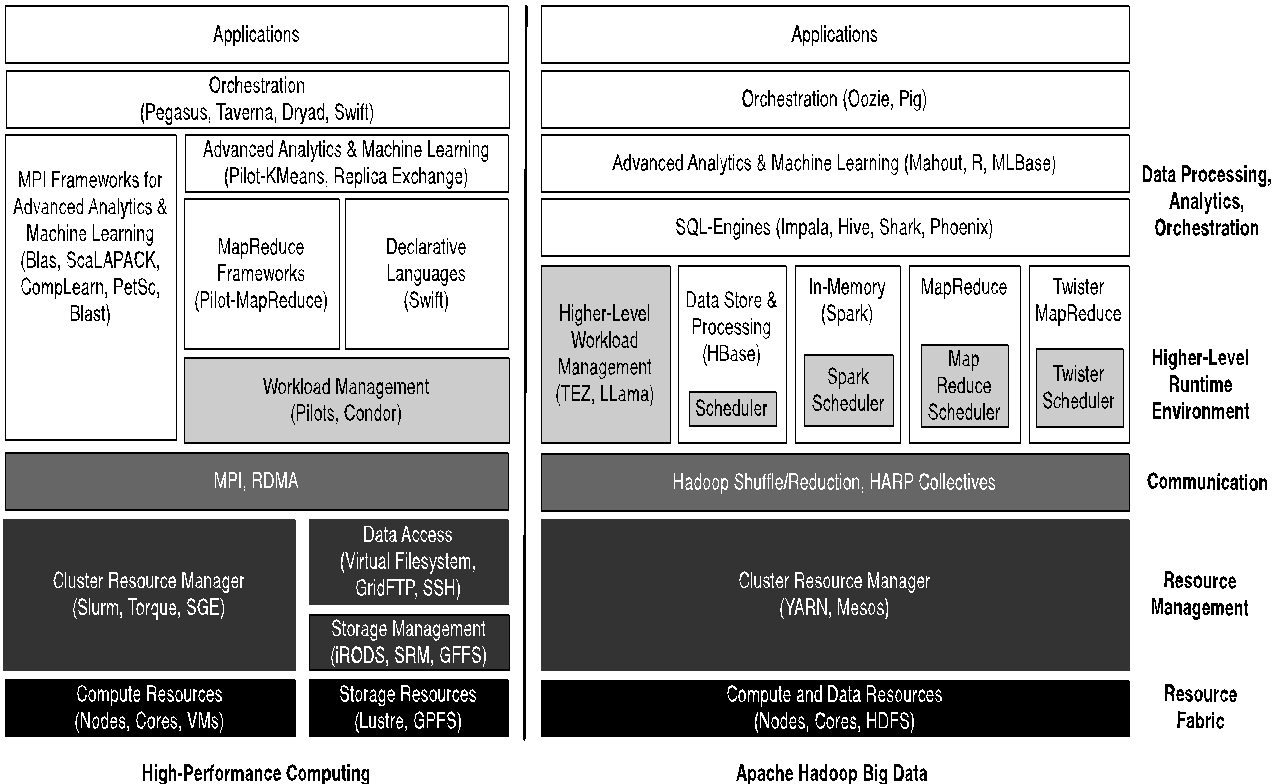 Applications
Orchestration
(Pegasus, Taverna, Dryad, Swift)
MPI Frameworks for
Advanced Analytics &
Machine Learning
(Blas, ScaLAPACK,
CompLearn, PetSc,
Blast)
Advanced Analytics & Machine Learning
(Pilot-KMeans, Replica Exchange)
MapReduce
Frameworks
(Pilot-MapReduce)
Declarative
Languages
(Swift)
Workload Management
(Pilots, Condor)
MPI, RDMA
Cluster Resource Manager
(Slurm, Torque, SGE)
Data Access
(Virtual Filesystem,
GridFTP, SSH)
Storage Management
(iRODS, SRM, GFFS)
Compute Resources
(Nodes, Cores, VMs)
Storage Resources
(Lustre, GPFS)
High-Performance Computing
Applications
Orchestration (Oozie, Pig)
Advanced Analytics & Machine Learning (Mahout, R, MLBase)
SQL-Engines (Impala, Hive, Shark, Phoenix)
Higher-Level
Workload
Management
(TEZ, LLama)
Data Store &
Processing
(HBase)
Scheduler
In-Memory
(Spark)
Spark
Scheduler
MapReduce
Map
Reduce
Scheduler
Twister
MapReduce
Twister
Scheduler
Hadoop Shuffle/Reduction, HARP Collectives
Cluster Resource Manager
(YARN, Mesos)
Compute and Data Resources
(Nodes, Cores, HDFS)
Apache Hadoop Big Data
Data Processing,
Analytics,
Orchestration
Higher-Level
Runtime
Environment
Communication
Resource
Management
Resource
Fabric